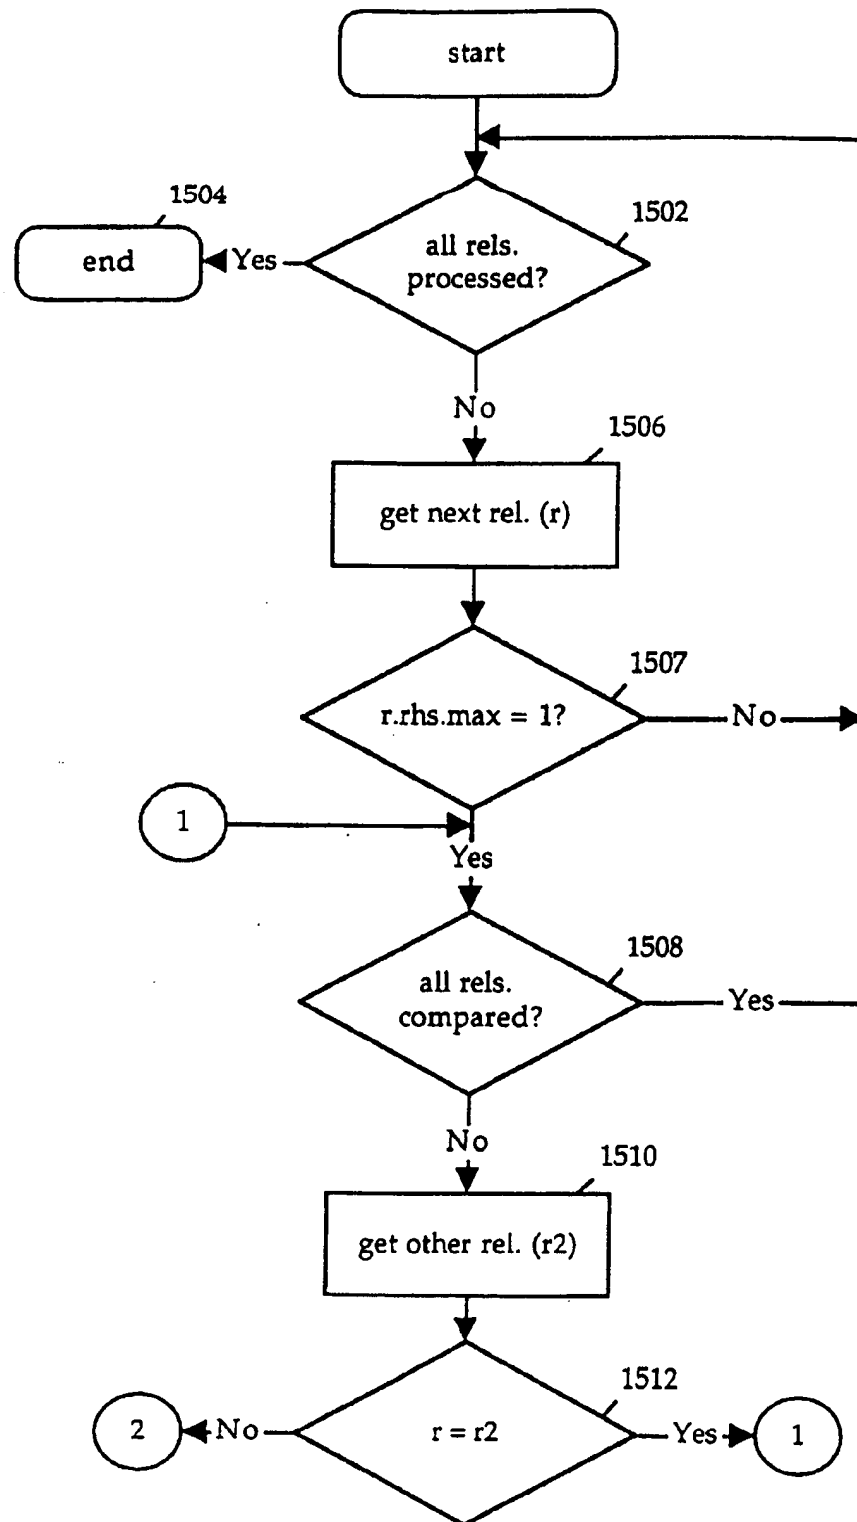 start
1504
1502
end
Yes
all rels.
processed?
No
1506
get next rel. (r)
1507
r.rhs.max = 1?
No
1
Yes
1508
all rels.
compared?
Yes
No
1510
get other rel. (r2)
1512
2
No
r = r2
Yes
1